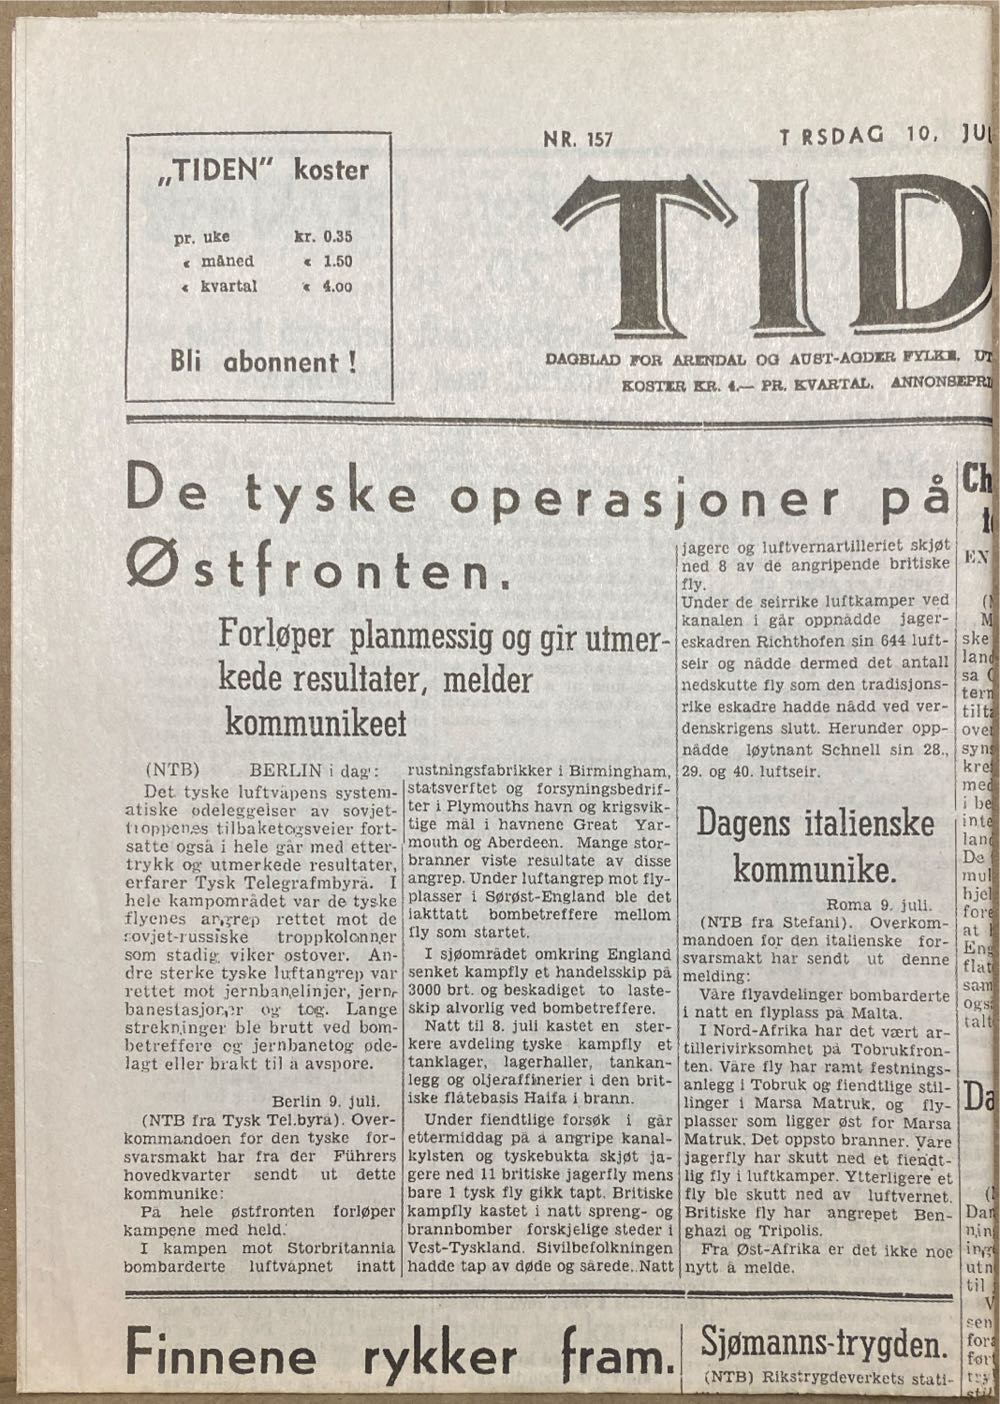 „TIDEN" koster
pr. uke kr. 0.35
« måned « 1.50
« kvartal « 4.00
Bli abonnent!
NR. 157
T RSDAG 10, JUL
TID
DAGBLAD FOR ARENDAL OG AUST-AGDER FYLKE. UT
KOSTER KR. 4.— PR. KVARTAL. ANNONSEPRI
De tyske operasjoner på
Østfronten.
Forløper planmessig og gir utmer-
kede resultater, melder
kommunikeet
(NTB) BERLIN i dag:
Det tyske luftvåpens system-
atiske ødeleggelser av sovjet-
troppenes tilbaketogsveier fort-
satte også i hele går med etter-
trykk og utmerkede resultater,
erfarer Tysk Telegrafmbyrå. I
hele kampområdet var de tyske
flyenes angrep rettet mot de
sovjet-russiske troppkolonner
som stadig viker ostover. An-
dre sterke tyske luftangrep var
rettet mot jernbanelinjer, jern-
banestasjoner og tog. Lange
strekninger ble brutt ved bom-
betreffere og jernbanetog øde-
lagt eller brakt til å avspore.
Berlin 9. juli.
(NTB fra Tysk Tel.byrå). Over-
kommandoen for den tyske for-
svarsmakt har fra der Führers
hovedkvarter sendt ut dette
kommunike:
På hele østfronten forløper
kampene med held.
I kampen mot Storbritannia
bombarderte luftvåpnet inatt
rustningsfabrikker i Birmingham,
statsverftet og forsyningsbedrif-
ter i Plymouths havn og krigsvik-
tige mål i havnene Great Yar-
mouth og Aberdeen. Mange stor-
branner viste resultate av disse
angrep. Under luftangrep mot fly-
plasser i Sørøst-England ble det
iakttatt bombetreffere mellom
fly som startet.
I sjøområdet omkring England
senket kampfly et handelsskip på
3000 brt. og beskadiget to laste-
skip alvorlig ved bombetreffere.
Natt til 8. juli kastet en ster-
kere avdeling tyske kampfly et
tanklager, lagerhaller, tankan-
legg og oljeraffinerier i den brit-
iske flåtebasis Haifa i brann.
Under fiendtlige forsøk i går
ettermiddag på å angripe kanal-
kylsten og tyskebukta skjøt ja-
gere ned 11 britiske jagerfly mens
bare 1 tysk fly gikk tapt. Britiske
kampfly kastet i natt spreng- og
brannbomber forskjelige steder i
Vest-Tyskland. Sivilbefolkningen
hadde tap av døde og sårede. Natt
jagere og luftvernartilleriet skjøt
ned 8 av de angripende britiske
fly.
Under de seirrike luftkamper ved
kanalen i går oppnådde jager-
eskadren Richthofen sin 644 luft-
seir og nådde dermed det antall
nedskutte fly som den tradisjons-
rike eskadre hadde nådd ved ver-
denskrigens slutt. Herunder opp-
nådde løytnant Schnell sin 28.,
29. og 40. luftseir.
Dagens italienske
kommunike.
Roma 9. juli.
(NTB fra Stefani). Overkom-
mandoen for den italienske for-
svarsmakt har sendt ut denne
melding:
Våre flyavdelinger bombarderte
i natt en flyplass på Malta.
I Nord-Afrika har det vært ar-
tillerivirksomhet på Tobrukfron-
ten. Våre fly har ramt festnings-
anlegg i Tobruk og fiendtlige stil-
linger i Marsa Matruk, og fly-
plasser som ligger øst for Marsa
Matruk. Det oppsto branner. Våre
jagerfly har skutt ned et fiendt-
lig fly i luftkamper. Ytterligere et
fly ble skutt ned av luftvernet.
Britiske fly har angrepet Ben-
ghazi og Tripolis.
Fra Øst-Afrika er det ikke noe
nytt å melde.
Finnene rykker fram.
Sjømanns-trygden.
(NTB) Rikstrygdeverkets stati-